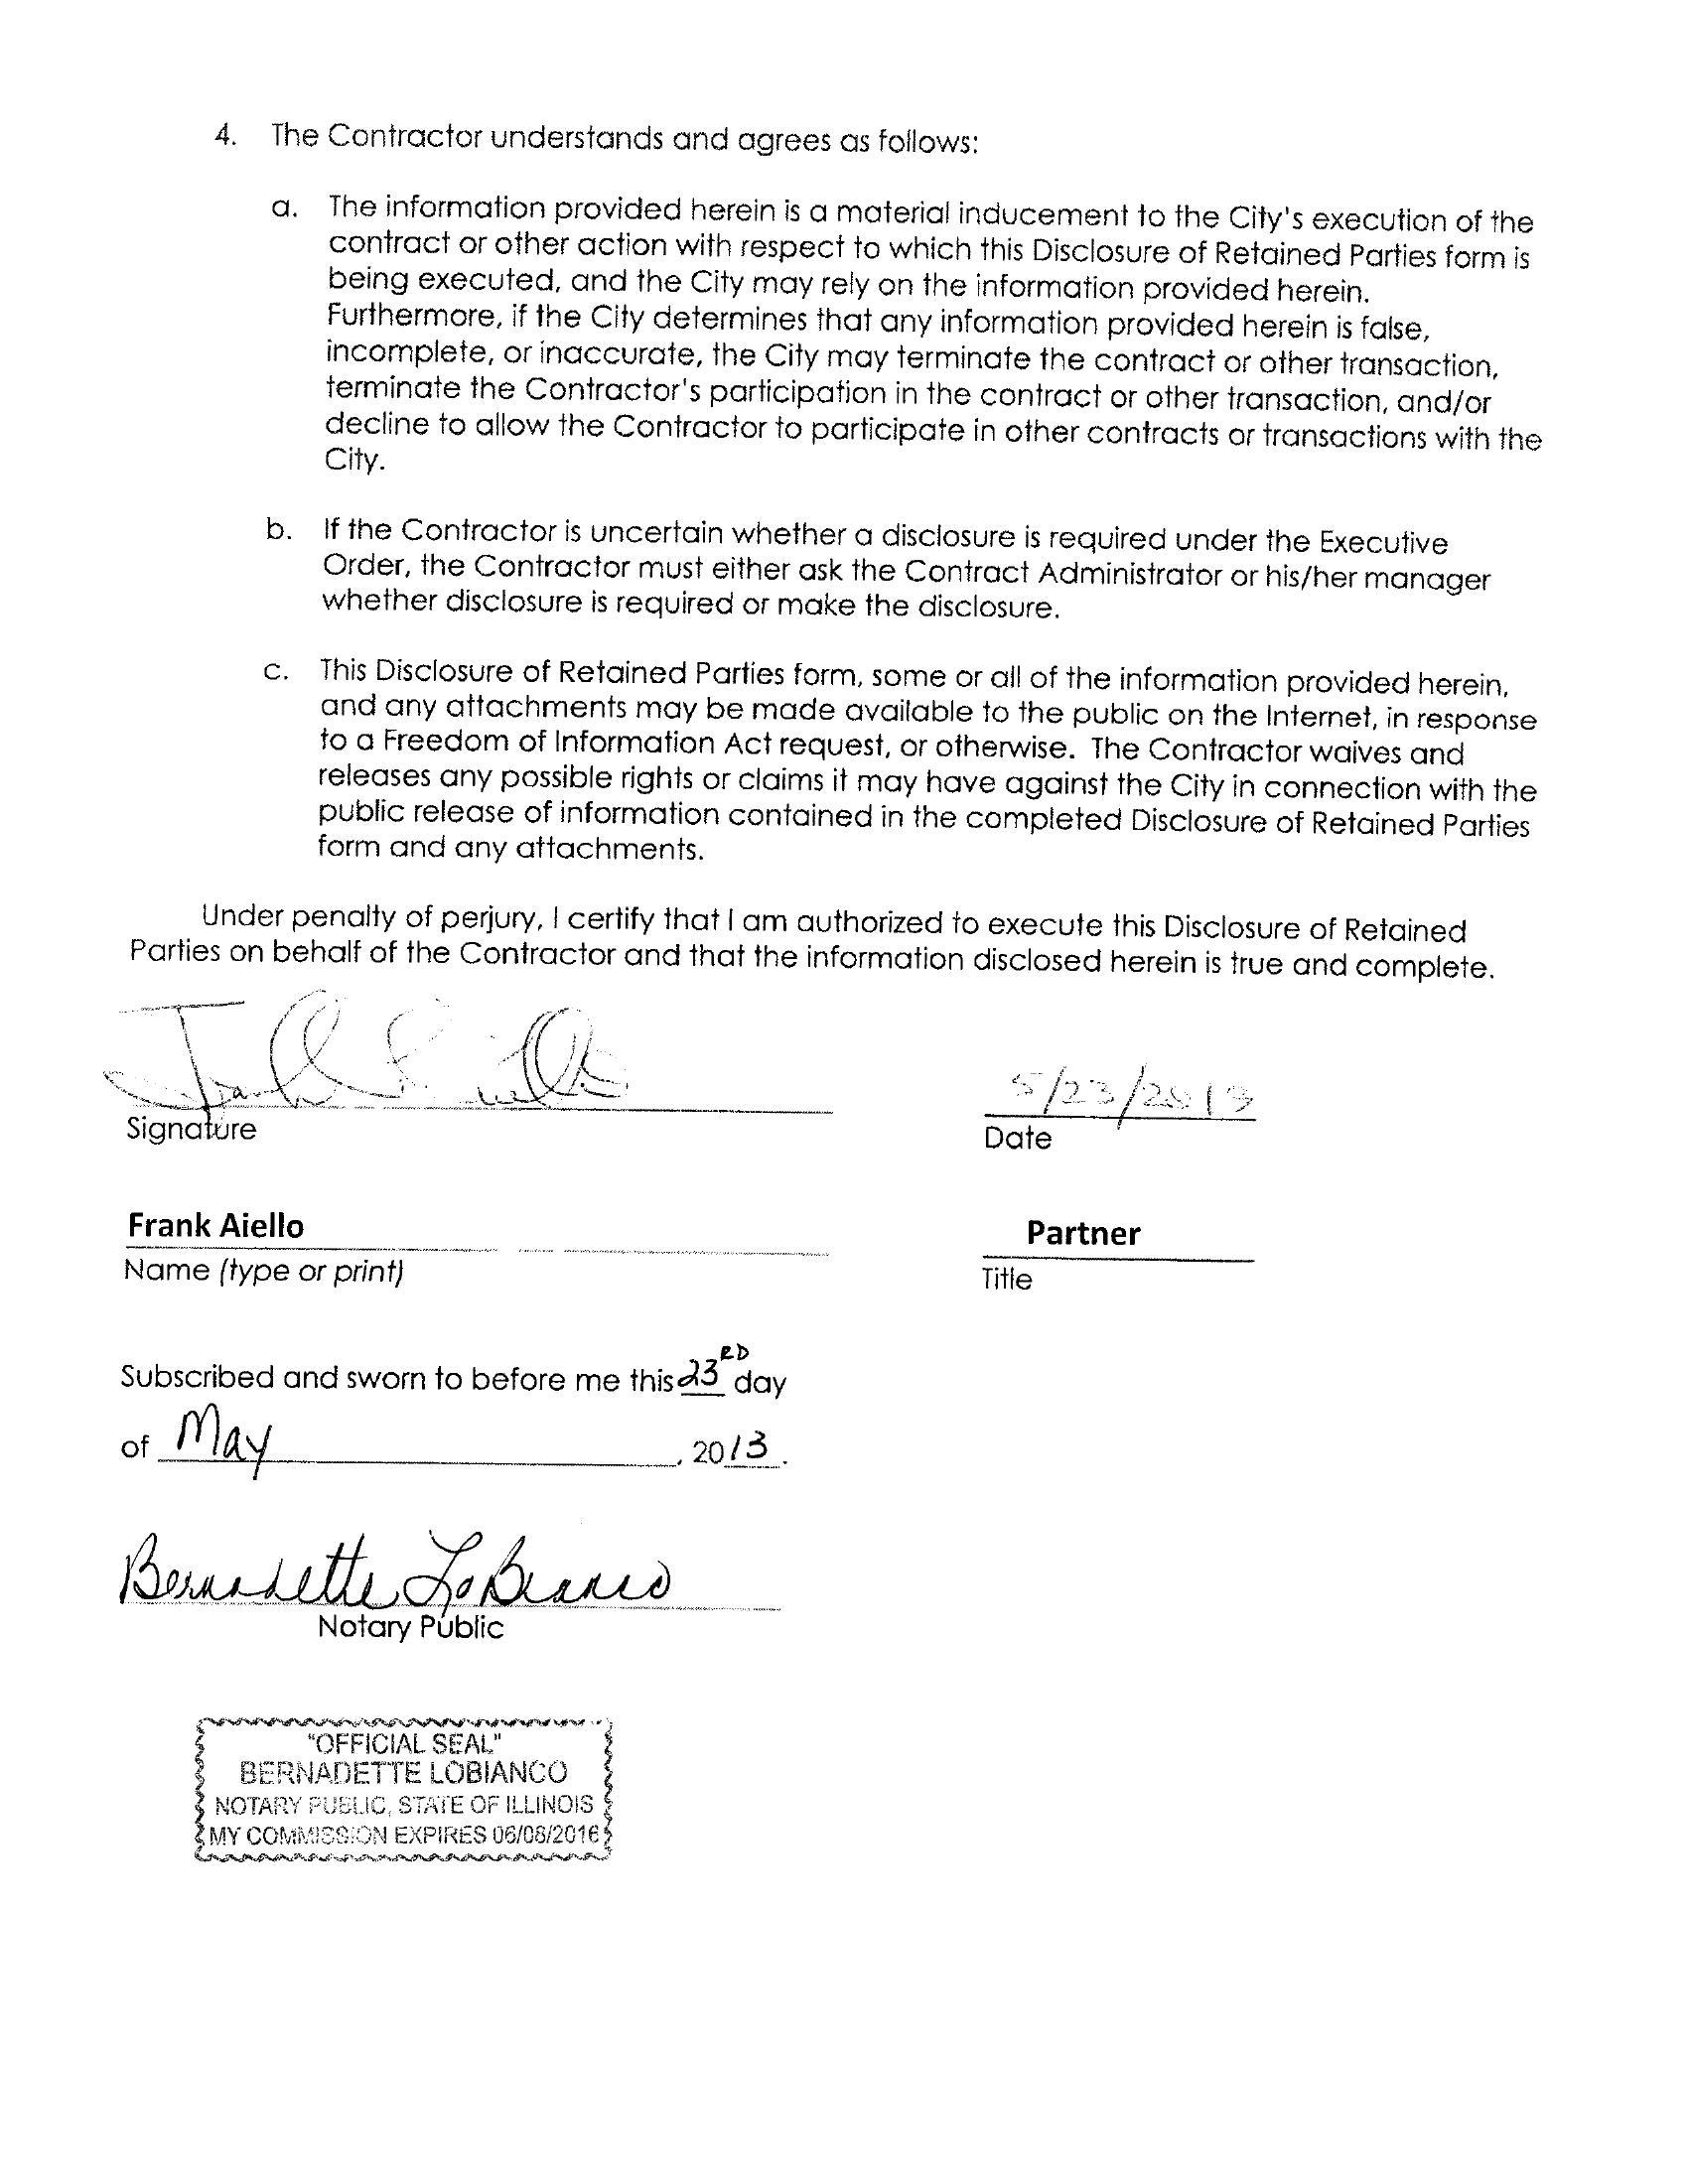 4. The Contractor understands and agrees as follows:
a. The information provided herein is a material inducement to the City's execution of the
contract or other action with respect to which this Disclosure of Retained Parties form is
being executed, and the City may rely on the information provided herein.
Furthermore, if the City determines that any information provided herein is false,
incomplete, or inaccurate, the City may terminate the contract or other transaction,
terminate the Contractor's participation in the contract or other transaction, and/or
decline to allow the Contractor to participate in other contracts or transactions with the
City.
b. If the Contractor is uncertain whether a disclosure is required under the Executive
Order, the Contractor must either ask the Contract Administrator or his/her manager
whether disclosure is required or make the disclosure.
c. This Disclosure of Retained Parties form, some or all of the information provided herein,
and any attachments may be made available to the public on the Internet, in response
to a Freedom of Information Act request, or otherwise. The Contractor waives and
releases any possible rights or claims it may have against the City in connection with the
public release of information contained in the completed Disclosure of Retained Parties
form and any attachments.
Under penalty of perjury, I certify that I am authorized to execute this Disclosure of Retained
Parties on behalf of the Contractor and that the information disclosed herein is true and complete.
5/23/2013
Signature Date
Frank Aiello Partner
Name (type or print) Title
Subscribed and sworn to before me this 23RD day
of May, 2013.
Bernadette LoBianco
Notary Public
"OFFICIAL SEAL"
BERNADETTE LOBIANCO
NOTARY PUBLIC, STATE OF ILLINOIS
MY COMMISSION EXPIRES 06/08/2016